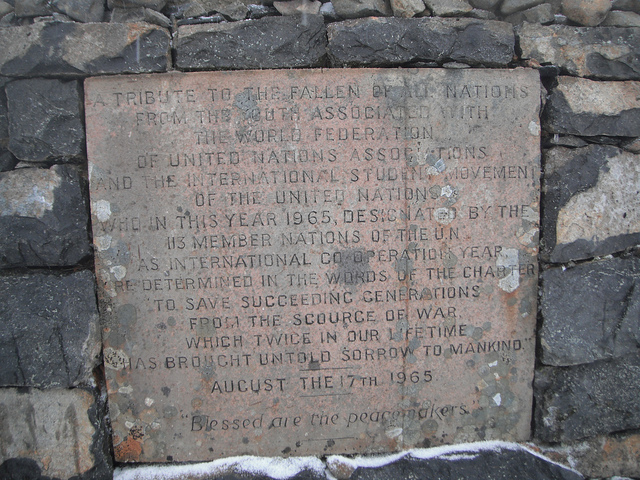 A TRIBUTE TO THE FALLEN OF ALL NATIONS
FROM THE YOUTH ASSOCIATED WITH
THE WORLD FEDERATION
OF UNITED NATIONS ASSOCIATIONS
AND THE INTERNATIONAL STUDENT MOVEMENT
OF THE UNITED NATIONS
WHO IN THIS YEAR 1965, DESIGNATED BY THE
113 MEMBER NATIONS OF THE U.N.
AS INTERNATIONAL CO-OPERATION YEAR
ARE DETERMINED IN THE WORDS OF THE CHARTER
"TO SAVE SUCCEEDING GENERATIONS
FROM THE SCOURGE OF WAR
WHICH TWICE IN OUR LIFETIME
HAS BROUGHT UNTOLD SORROW TO MANKIND."
AUGUST THE 17TH 1965.
"Blessed are the peacemakers."